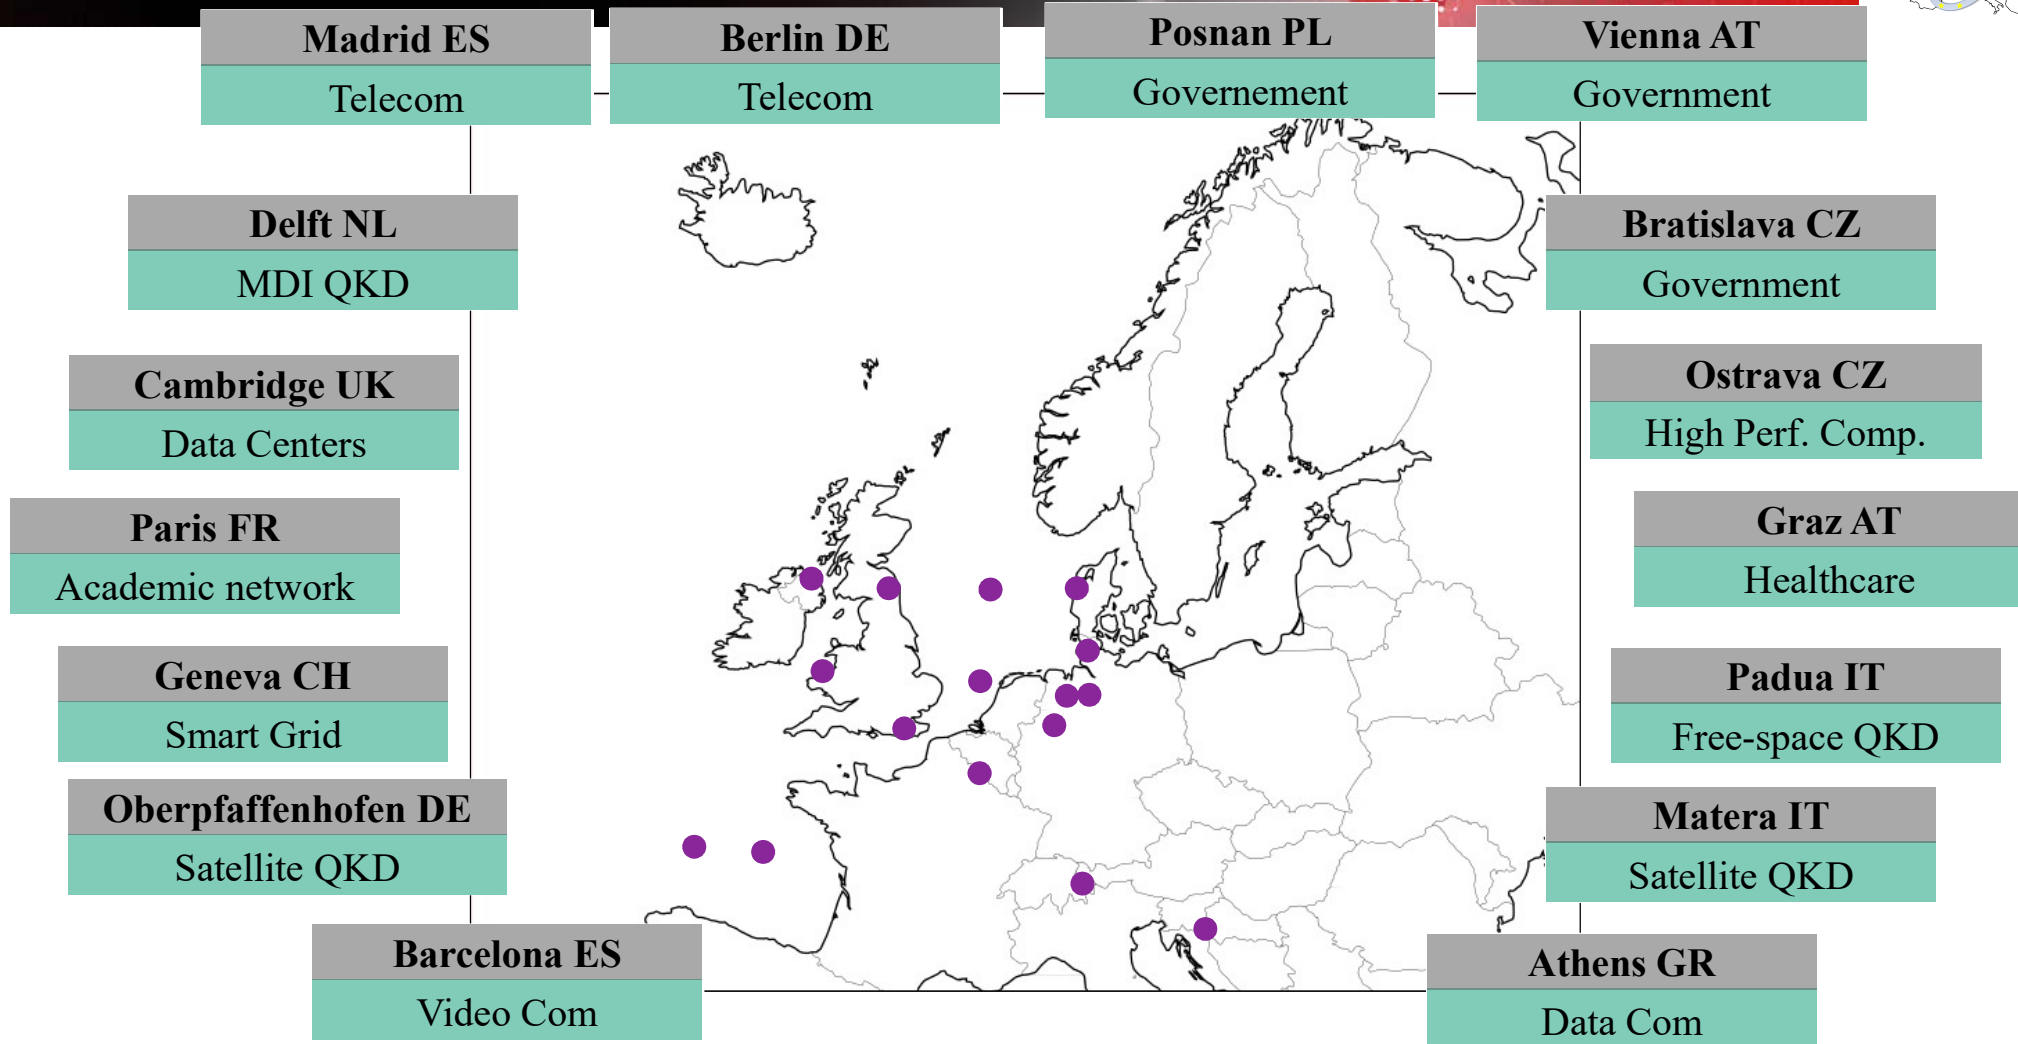 Madrid ES
Telecom
Berlin DE
Telecom
Posnan PL
Governement
Vienna AT
Government
Delft NL
MDI QKD
Bratislava CZ
Government
Cambridge UK
Data Centers
Ostrava CZ
High Perf. Comp.
Paris FR
Academic network
Graz AT
Healthcare
Geneva CH
Smart Grid
Padua IT
Free-space QKD
Oberpfaffenhofen DE
Satellite QKD
Matera IT
Satellite QKD
Barcelona ES
Video Com
Athens GR
Data Com